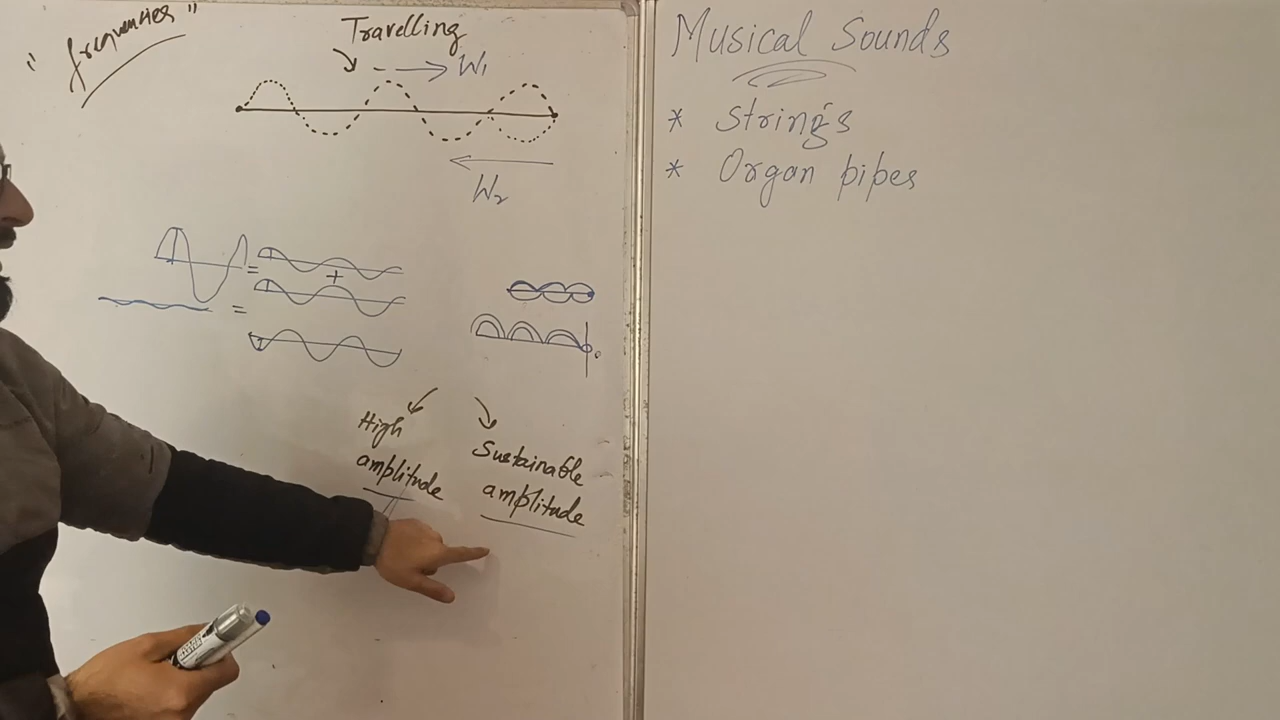 "frequencies"
Travelling
W1
W2
=
+
=
High
amplitude
Sustainable
amplitude
Musical Sounds
* Strings
* Organ pipes